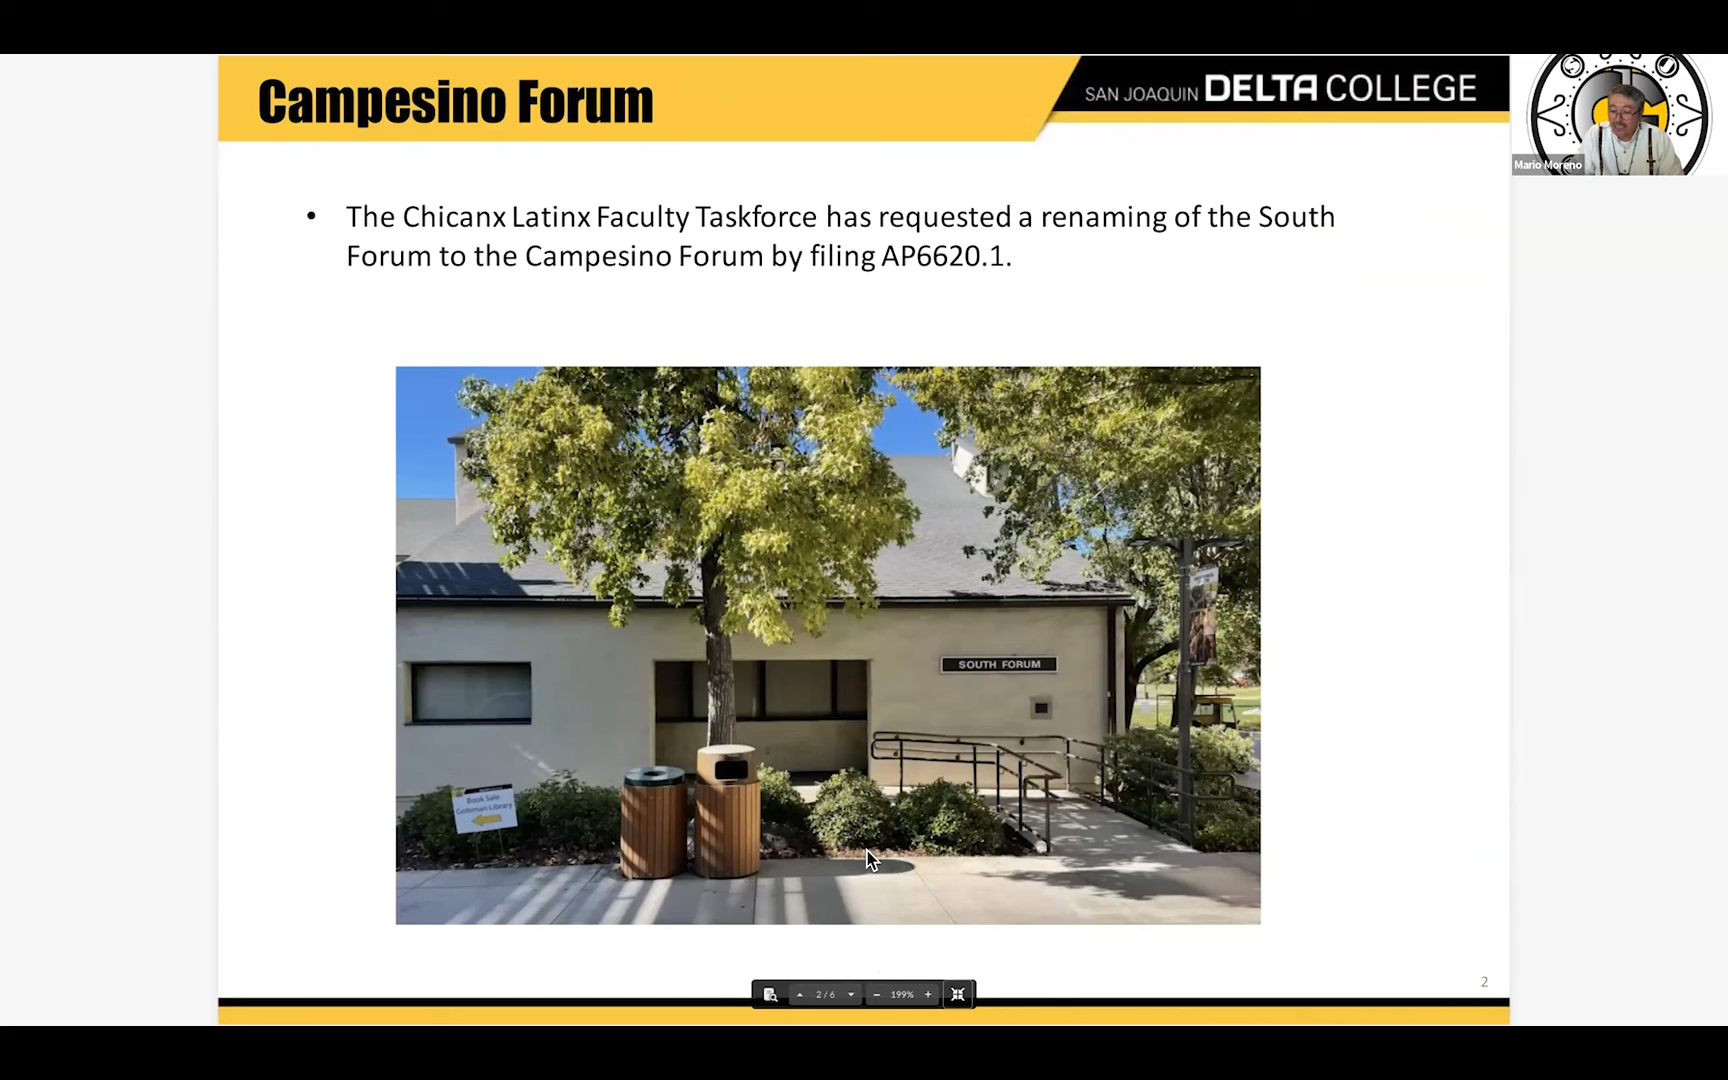 Campesino Forum
SAN JOAQUIN DELTA COLLEGE
Mario Moreno
• The Chicanx Latinx Faculty Taskforce has requested a renaming of the South
Forum to the Campesino Forum by filing AP6620.1.
SOUTH FORUM
Book Sale
Goleman Library
2
2 / 6
199%